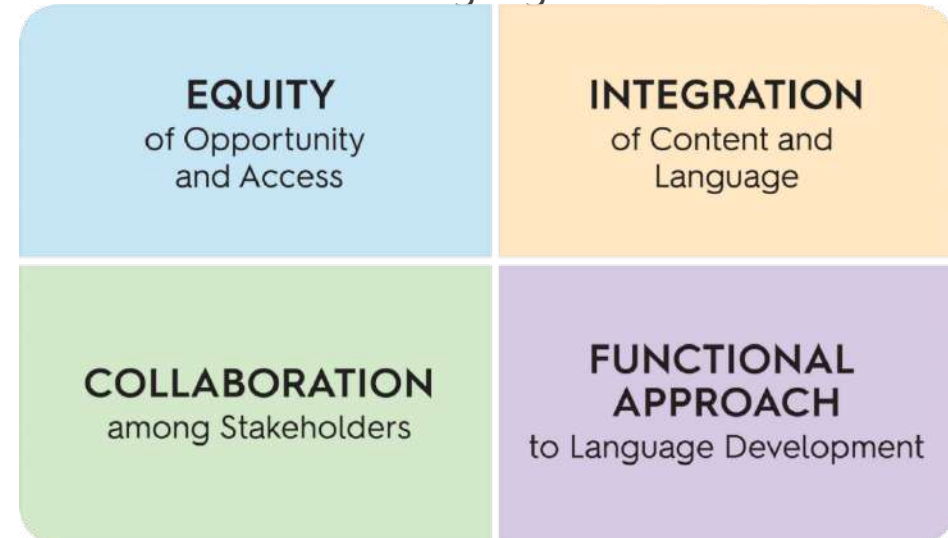 EQUITY
of Opportunity
and Access
INTEGRATION
of Content and
Language
COLLABORATION
among Stakeholders
FUNCTIONAL
APPROACH
to Language Development